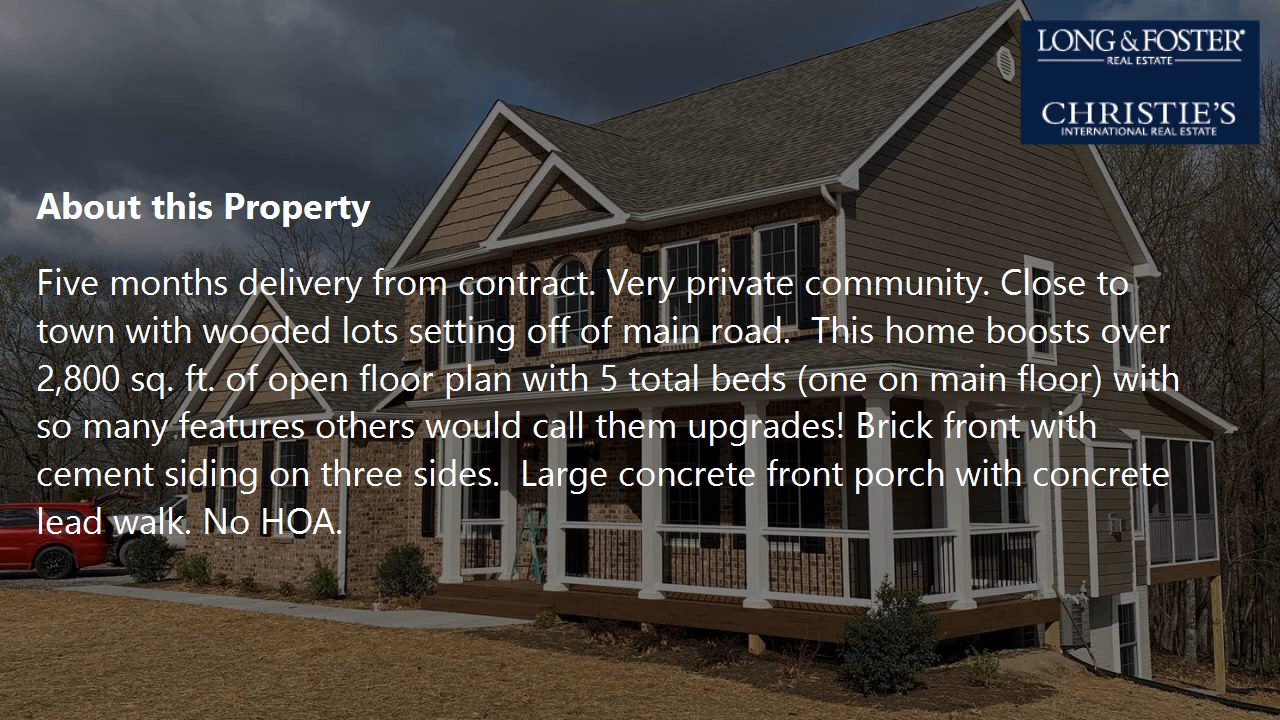 LONG & FOSTER®
REAL ESTATE
CHRISTIE'S
INTERNATIONAL REAL ESTATE
About this Property
Five months delivery from contract. Very private community. Close to
town with wooded lots setting off of main road.  This home boosts over
2,800 sq. ft. of open floor plan with 5 total beds (one on main floor) with
so many features others would call them upgrades! Brick front with
cement siding on three sides.  Large concrete front porch with concrete
lead walk. No HOA.